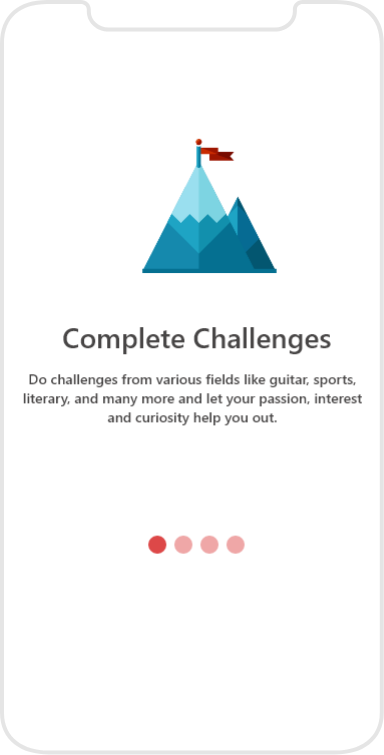 Complete Challenges
Do challenges from various fields like guitar, sports,
literary, and many more and let your passion, interest
and curiosity help you out.